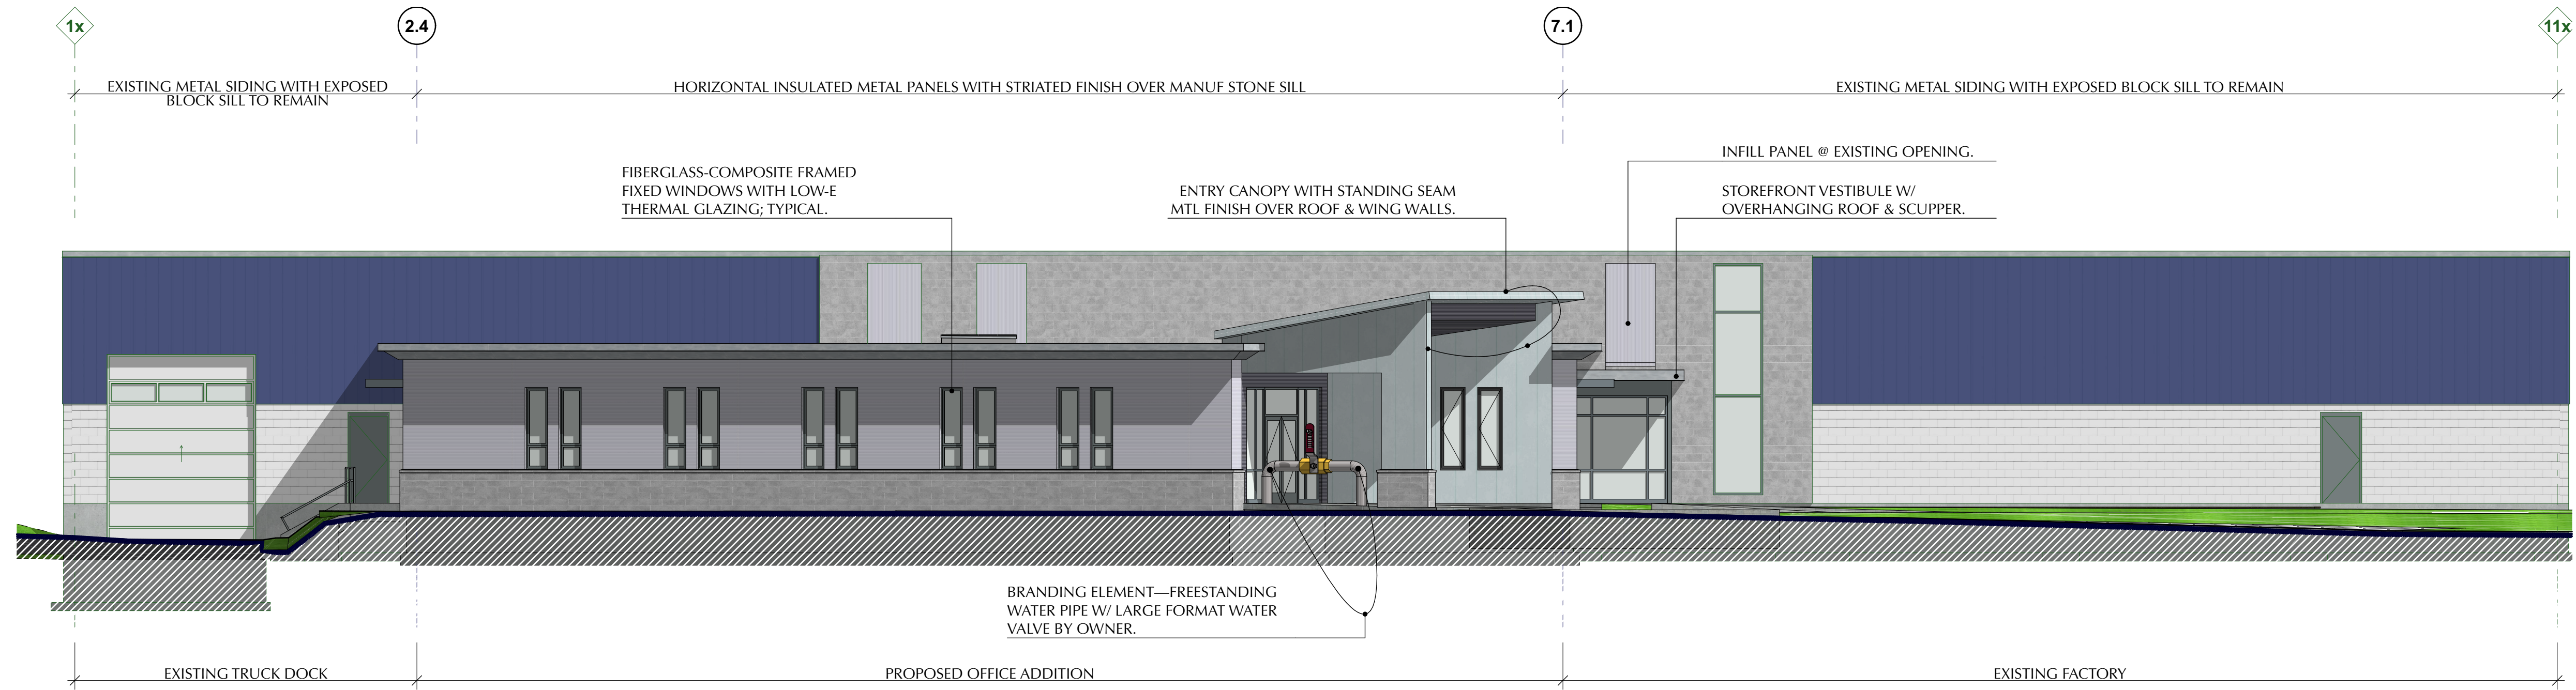 1x
2.4
7.1
11x
EXISTING METAL SIDING WITH EXPOSED
BLOCK SILL TO REMAIN
HORIZONTAL INSULATED METAL PANELS WITH STRIATED FINISH OVER MANUF STONE SILL
EXISTING METAL SIDING WITH EXPOSED BLOCK SILL TO REMAIN
FIBERGLASS-COMPOSITE FRAMED
FIXED WINDOWS WITH LOW-E
THERMAL GLAZING; TYPICAL.
ENTRY CANOPY WITH STANDING SEAM
MTL FINISH OVER ROOF & WING WALLS.
INFILL PANEL @ EXISTING OPENING.
STOREFRONT VESTIBULE W/
OVERHANGING ROOF & SCUPPER.
BRANDING ELEMENT—FREESTANDING
WATER PIPE W/ LARGE FORMAT WATER
VALVE BY OWNER.
EXISTING TRUCK DOCK
PROPOSED OFFICE ADDITION
EXISTING FACTORY